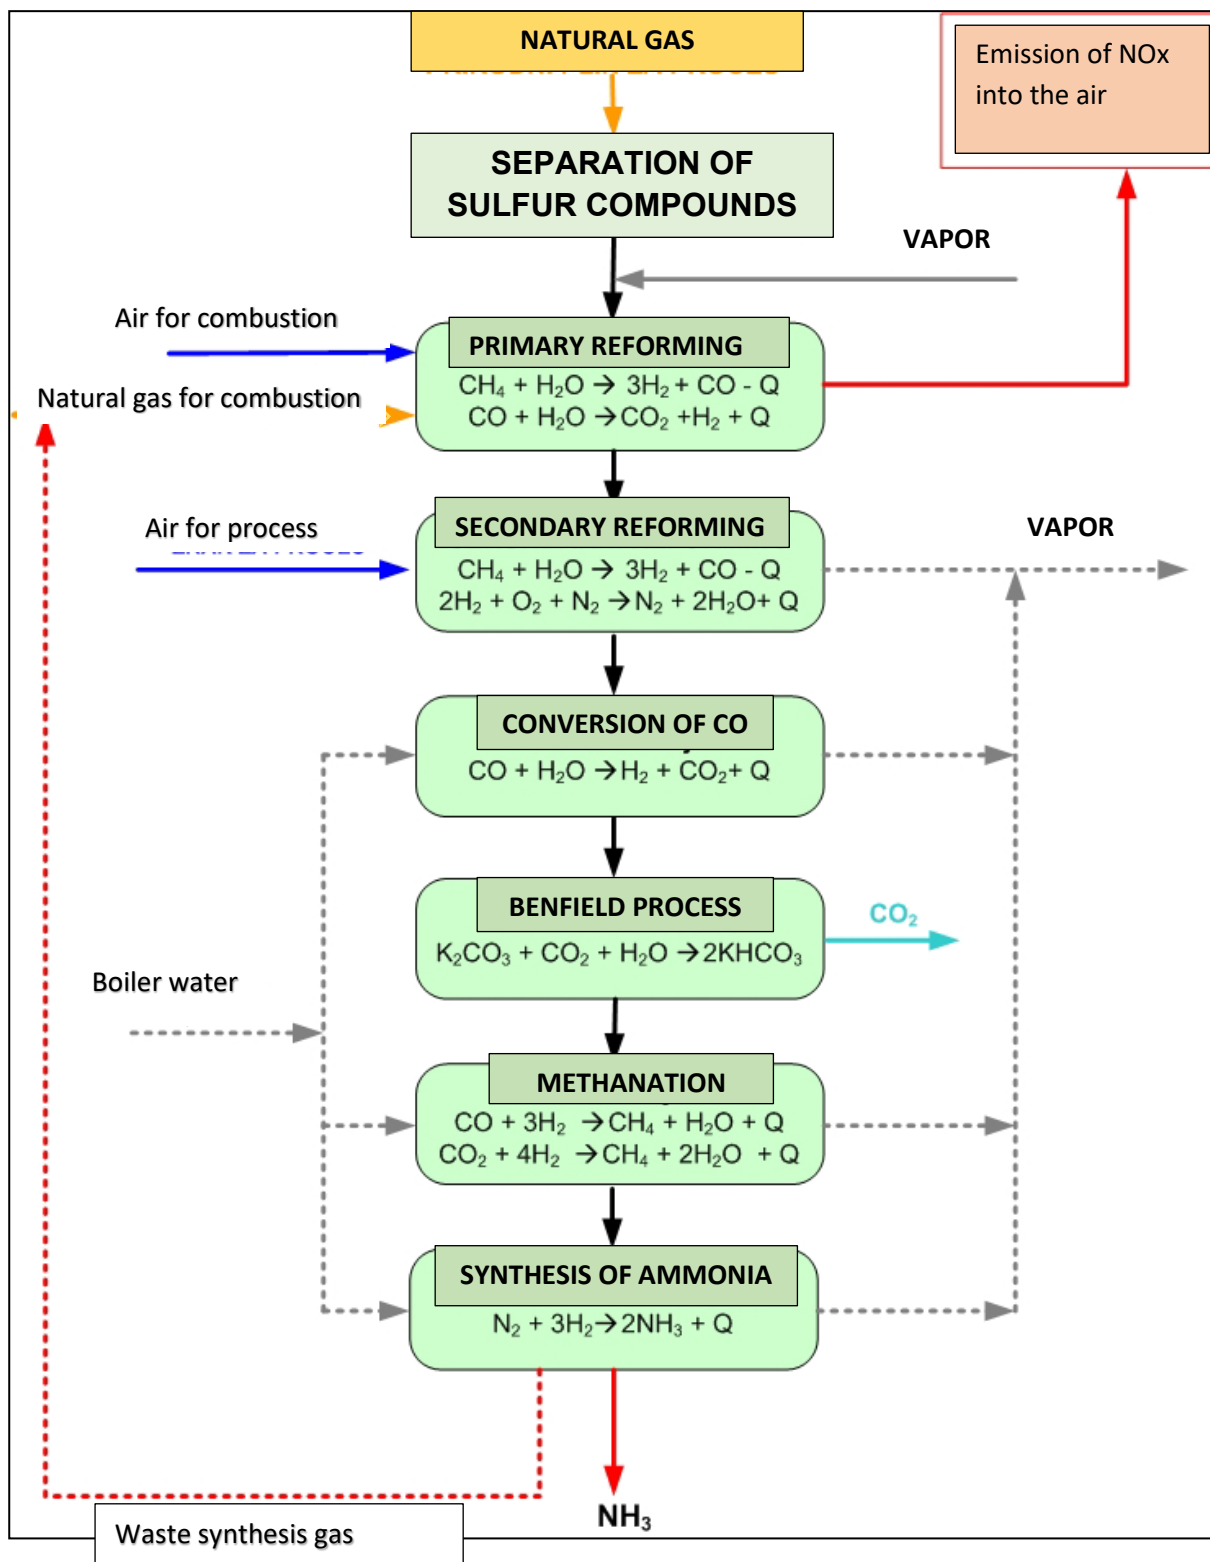 NATURAL GAS
Emission of NOx
into the air
SEPARATION OF
SULFUR COMPOUNDS
VAPOR
Air for combustion
PRIMARY REFORMING
CH₄ + H₂O → 3H₂ + CO - Q
Natural gas for combustion
CO + H₂O → CO₂ +H₂ + Q
Air for process
SECONDARY REFORMING
VAPOR
CH₄ + H₂O → 3H₂ + CO - Q
2H₂ + O₂ + N₂ → N₂ + 2H₂O+ Q
CONVERSION OF CO
CO + H₂O → H₂ + CO₂+ Q
BENFIELD PROCESS
CO₂
K₂CO₃ + CO₂ + H₂O → 2KHCO₃
Boiler water
METHANATION
CO + 3H₂ → CH₄ + H₂O + Q
CO₂ + 4H₂ → CH₄ + 2H₂O + Q
SYNTHESIS OF AMMONIA
N₂ + 3H₂ → 2NH₃ + Q
NH₃
Waste synthesis gas